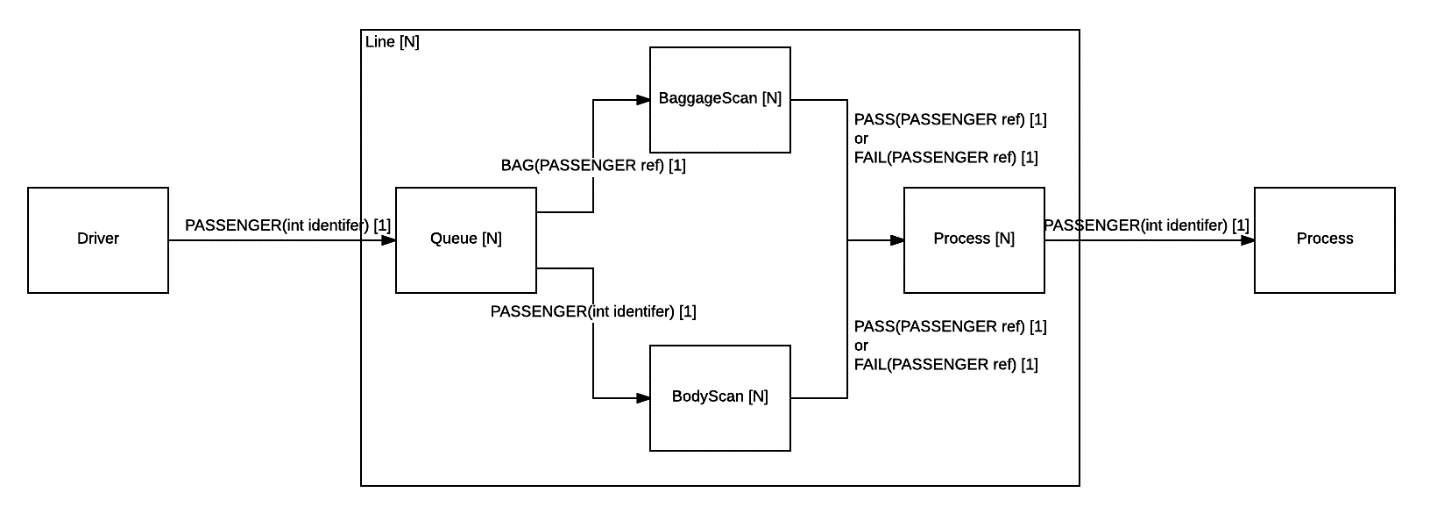 Line [N]
BaggageScan [N]
PASS(PASSENGER ref) [1]
or
FAIL(PASSENGER ref) [1]
BAG(PASSENGER ref) [1]
Driver
PASSENGER(int identifer) [1]
Queue [N]
Process [N]
PASSENGER(int identifer) [1]
Process
PASSENGER(int identifer) [1]
PASS(PASSENGER ref) [1]
or
FAIL(PASSENGER ref) [1]
BodyScan [N]